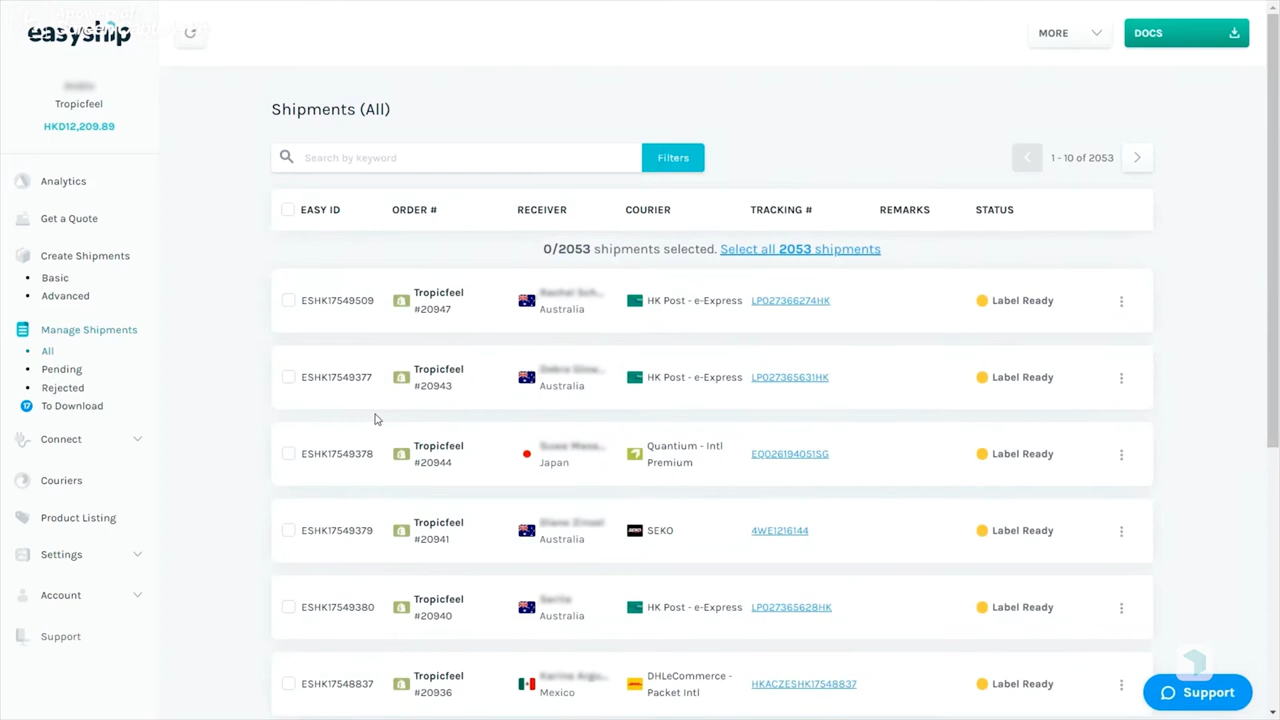 easyship
Tropicfeel
HKD12,209.89
Analytics
Get a Quote
Create Shipments
Basic
Advanced
Manage Shipments
All
Pending
Rejected
17 To Download
Connect
Couriers
Product Listing
Settings
Account
Support
MORE
DOCS
Shipments (All)
Search by keyword
Filters
1 - 10 of 2053
EASY ID ORDER # RECEIVER COURIER TRACKING # REMARKS STATUS
0/2053 shipments selected. Select all 2053 shipments
ESHK17549509 Tropicfeel #20947 Australia HK Post - e-Express LP027366274HK Label Ready
ESHK17549377 Tropicfeel #20943 Australia HK Post - e-Express LP027365631HK Label Ready
ESHK17549378 Tropicfeel #20944 Japan Quantium - Intl Premium EQ026194051SG Label Ready
ESHK17549379 Tropicfeel #20941 Australia SEKO 4WE1216144 Label Ready
ESHK17549380 Tropicfeel #20940 Australia HK Post - e-Express LP027365628HK Label Ready
ESHK17548837 Tropicfeel #20936 Mexico DHLeCommerce - Packet Intl HKACZESHK17548837 Label Ready
Support